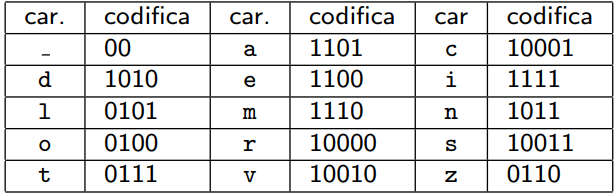 car. codifica car. codifica car codifica
_ 00 a 1101 c 10001
d 1010 e 1100 i 1111
l 0101 m 1110 n 1011
o 0100 r 10000 s 10011
t 0111 v 10010 z 0110